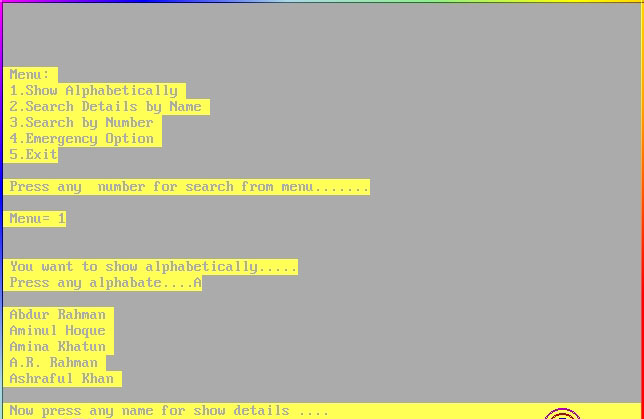 Menu:
1.Show Alphabetically
2.Search Details by Name
3.Search by Number
4.Emergency Option
5.Exit
Press any  number for search from menu.......
Menu= 1
You want to show alphabetically.....
Press any alphabate....A
Abdur Rahman
Aminul Hoque
Amina Khatun
A.R. Rahman
Ashraful Khan
Now press any name for show details ....